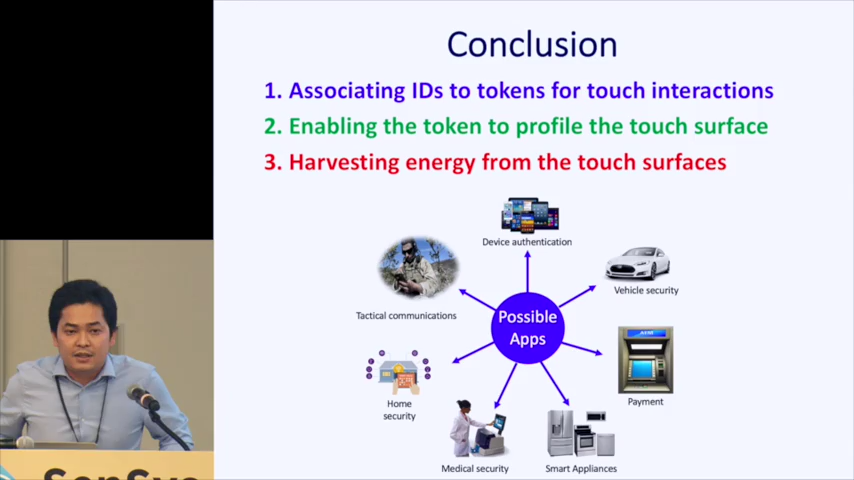 Conclusion
1. Associating IDs to tokens for touch interactions
2. Enabling the token to profile the touch surface
3. Harvesting energy from the touch surfaces
Device authentication
Vehicle security
Tactical communications
Possible
Apps
Payment
Home
security
Medical security
Smart Appliances
SenSys